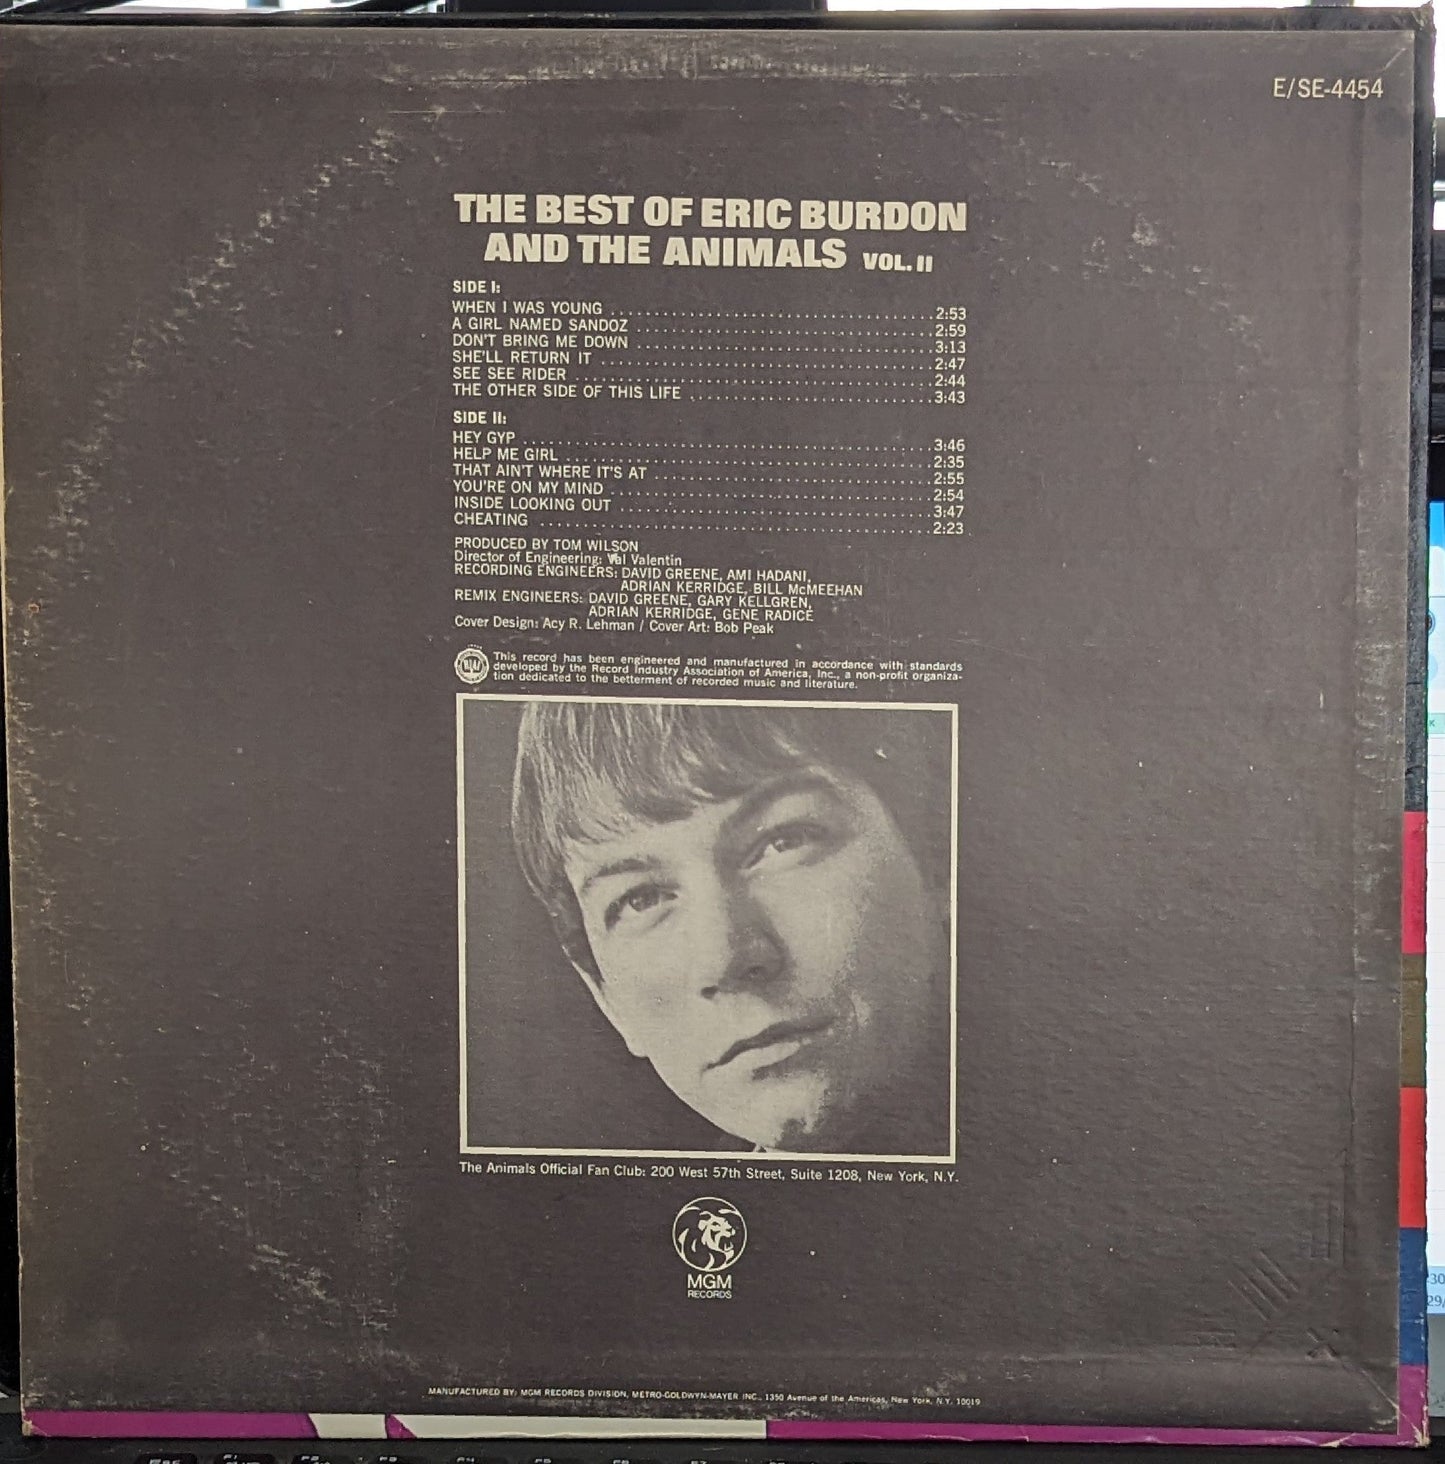 E/SE-4454
THE BEST OF ERIC BURDON
AND THE ANIMALS VOL. II
SIDE I:
WHEN I WAS YOUNG 2:53
A GIRL NAMED SANDOZ 2:59
DON'T BRING ME DOWN 3:13
SHE'LL RETURN IT 2:47
SEE SEE RIDER 2:44
THE OTHER SIDE OF THIS LIFE 3:43
SIDE II:
HEY GYP 3:46
HELP ME GIRL 2:35
THAT AIN'T WHERE IT'S AT 2:55
YOU'RE ON MY MIND 2:54
INSIDE LOOKING OUT 3:47
CHEATING 2:23
PRODUCED BY TOM WILSON
Director of Engineering: Val Valentin
RECORDING ENGINEERS: DAVID GREENE, AMI HADANI,
ADRIAN KERRIDGE, BILL McMEEHAN
REMIX ENGINEERS: DAVID GREENE, GARY KELLGREN,
ADRIAN KERRIDGE, GENE RADICE
Cover Design: Acy R. Lehman / Cover Art: Bob Peak
This record has been engineered and manufactured in accordance with standards
developed by the Record Industry Association of America, Inc., a non-profit organiza-
tion dedicated to the betterment of recorded music and literature.
The Animals Official Fan Club: 200 West 57th Street, Suite 1208, New York, N.Y.
MGM
RECORDS
MANUFACTURED BY: MGM RECORDS DIVISION, METRO-GOLDWYN-MAYER INC., 1350 Avenue of the Americas, New York, N.Y. 10019